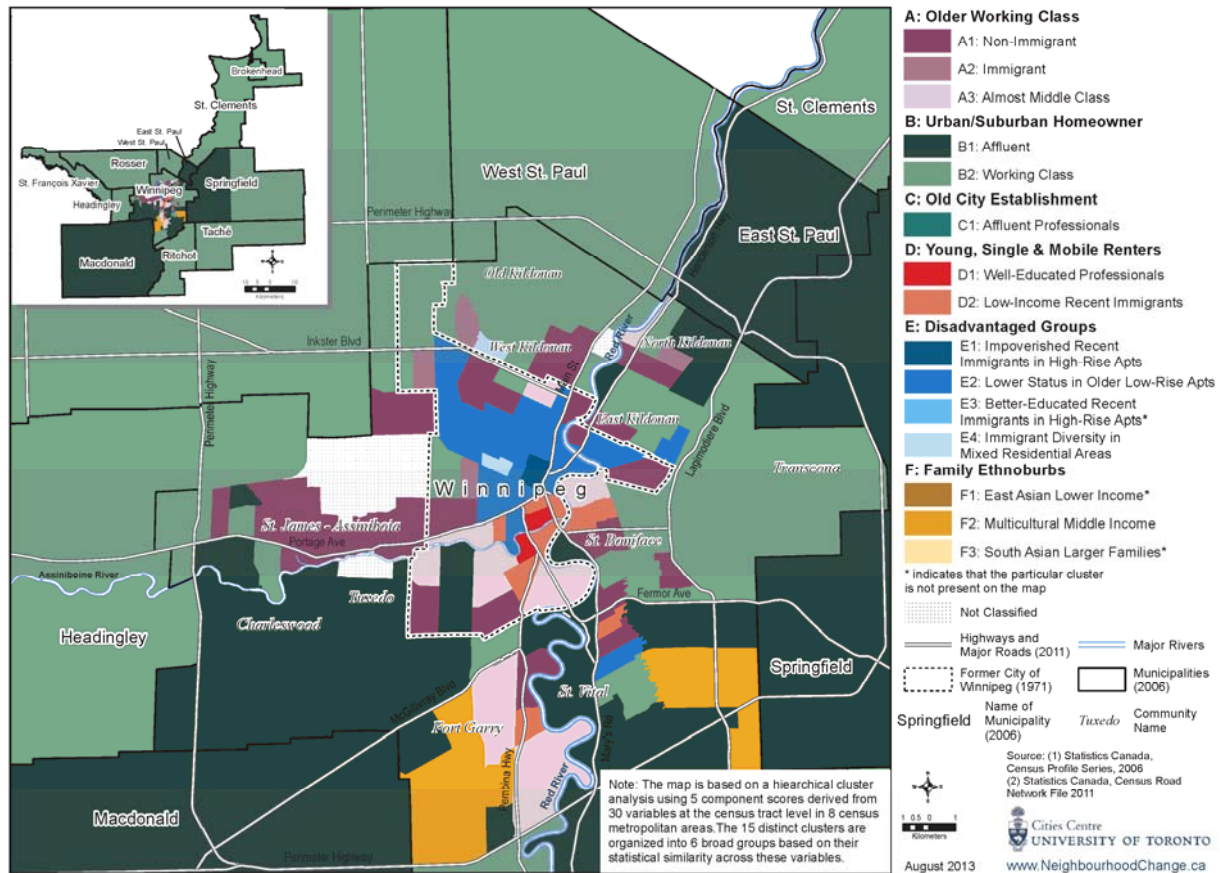 Brokenhead
St. Clements
East St. Paul
West St. Paul
Rosser
St. François Xavier
Winnipeg
Springfield
Headingley
Taché
Macdonald
Ritchot
Kilometers
St. Clements
West St. Paul
Perimeter Highway
East St. Paul
Henderson Hwy
Old Kildonan
Red River
Inkster Blvd
West Kildonan
North Kildonan
Main St
Perimeter Highway
East Kildonan
Lagimodiere Blvd
Transcona
Winnipeg
St. James - Assiniboia
Portage Ave
St. Boniface
Assiniboine River
Tuxedo
Fermor Ave
Charleswood
Headingley
Springfield
St. Vital
McGillivray Blvd
Fort Garry
Mary's Rd
Pembina Hwy
Red River
Macdonald
Perimeter Highway
Note: The map is based on a hierarchical cluster
analysis using 5 component scores derived from
30 variables at the census tract level in 8 census
metropolitan areas.The 15 distinct clusters are
organized into 6 broad groups based on their
statistical similarity across these variables.
A: Older Working Class
A1: Non-Immigrant
A2: Immigrant
A3: Almost Middle Class
B: Urban/Suburban Homeowner
B1: Affluent
B2: Working Class
C: Old City Establishment
C1: Affluent Professionals
D: Young, Single & Mobile Renters
D1: Well-Educated Professionals
D2: Low-Income Recent Immigrants
E: Disadvantaged Groups
E1: Impoverished Recent
Immigrants in High-Rise Apts
E2: Lower Status in Older Low-Rise Apts
E3: Better-Educated Recent
Immigrants in High-Rise Apts*
E4: Immigrant Diversity in
Mixed Residential Areas
F: Family Ethnoburbs
F1: East Asian Lower Income*
F2: Multicultural Middle Income
F3: South Asian Larger Families*
* indicates that the particular cluster
is not present on the map
Not Classified
Highways and
Major Roads (2011)
Major Rivers
Former City of
Winnipeg (1971)
Municipalities
(2006)
Springfield
Name of
Municipality
(2006)
Tuxedo
Community
Name
Source: (1) Statistics Canada,
Census Profile Series, 2006
(2) Statistics Canada, Census Road
Network File 2011
1 0.5 0 1
Kilometers
Cities Centre
UNIVERSITY OF TORONTO
August 2013
www.NeighbourhoodChange.ca